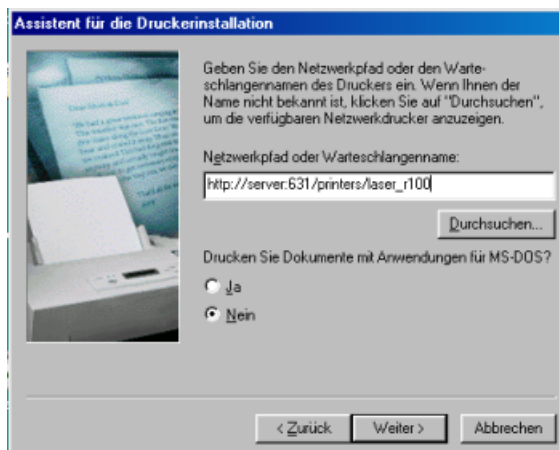 Assistent für die Druckerinstallation
Geben Sie den Netzwerkpfad oder den Warte-
schlangennamen des Druckers ein. Wenn Ihnen der
Name nicht bekannt ist, klicken Sie auf "Durchsuchen",
um die verfügbaren Netzwerkdrucker anzuzeigen.
Netzwerkpfad oder Warteschlangenname:
http://server:631/printers/laser_r100
Durchsuchen...
Drucken Sie Dokumente mit Anwendungen für MS-DOS?
Ja
Nein
< Zurück
Weiter >
Abbrechen